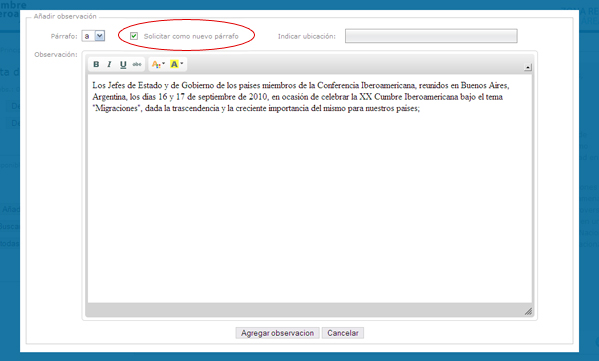 Añadir observación
Párrafo: a Solicitar como nuevo párrafo Indicar ubicación:
Observación:
B I U abc A A
Los Jefes de Estado y de Gobierno de los países miembros de la Conferencia Iberoamericana, reunidos en Buenos Aires,
Argentina, los días 16 y 17 de septiembre de 2010, en ocasión de celebrar la XX Cumbre Iberoamericana bajo el tema
"Migraciones", dada la trascendencia y la creciente importancia del mismo para nuestros países;
Agregar observacion Cancelar